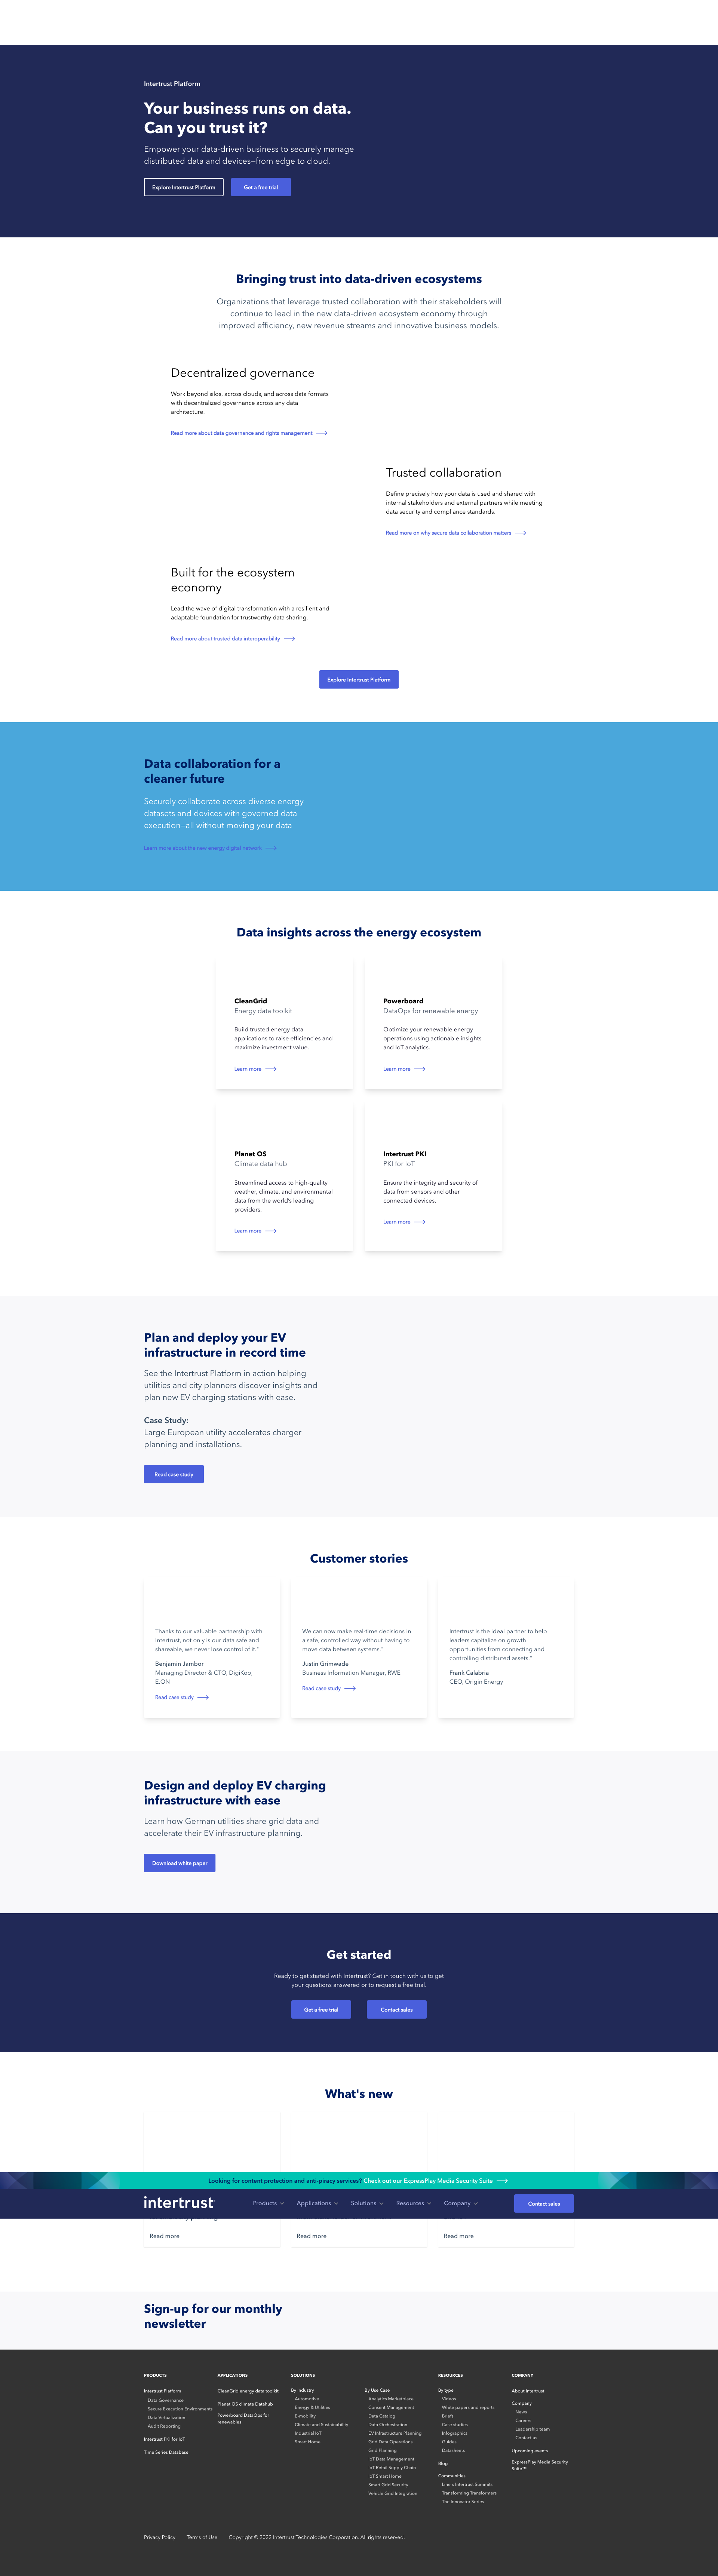 Intertrust Platform
Your business runs on data.
Can you trust it?
Empower your data-driven business to securely manage
distributed data and devices—from edge to cloud.
Explore Intertrust Platform
Get a free trial
Bringing trust into data-driven ecosystems
Organizations that leverage trusted collaboration with their stakeholders will
continue to lead in the new data-driven ecosystem economy through
improved efficiency, new revenue streams and innovative business models.
Decentralized governance
Work beyond silos, across clouds, and across data formats
with decentralized governance across any data
architecture.
Read more about data governance and rights management
Trusted collaboration
Define precisely how your data is used and shared with
internal stakeholders and external partners while meeting
data security and compliance standards.
Read more on why secure data collaboration matters
Built for the ecosystem
economy
Lead the wave of digital transformation with a resilient and
adaptable foundation for trustworthy data sharing.
Read more about trusted data interoperability
Explore Intertrust Platform
Data collaboration for a
cleaner future
Securely collaborate across diverse energy
datasets and devices with governed data
execution—all without moving your data
Learn more about the new energy digital network
Data insights across the energy ecosystem
CleanGrid
Energy data toolkit
Build trusted energy data
applications to raise efficiencies and
maximize investment value.
Learn more
Powerboard
DataOps for renewable energy
Optimize your renewable energy
operations using actionable insights
and IoT analytics.
Learn more
Planet OS
Climate data hub
Streamlined access to high-quality
weather, climate, and environmental
data from the world's leading
providers.
Learn more
Intertrust PKI
PKI for IoT
Ensure the integrity and security of
data from sensors and other
connected devices.
Learn more
Plan and deploy your EV
infrastructure in record time
See the Intertrust Platform in action helping
utilities and city planners discover insights and
plan new EV charging stations with ease.
Case Study:
Large European utility accelerates charger
planning and installations.
Read case study
Customer stories
Thanks to our valuable partnership with
Intertrust, not only is our data safe and
shareable; we never lose control of it."
Benjamin Jambor
Managing Director & CTO, DigiKoo,
E.ON
Read case study
We can now make real-time decisions in
a safe, controlled way without having to
move data between systems."
Justin Grimwade
Business Information Manager, RWE
Read case study
Intertrust is the ideal partner to help
leaders capitalize on growth
opportunities from connecting and
controlling distributed assets."
Frank Calabria
CEO, Origin Energy
Design and deploy EV charging
infrastructure with ease
Learn how German utilities share grid data and
accelerate their EV infrastructure planning.
Download white paper
Get started
Ready to get started with Intertrust? Get in touch with us to get
your questions answered or to request a free trial.
Get a free trial
Contact sales
What's new
Looking for content protection and anti-piracy services? Check out our ExpressPlay Media Security Suite
intertrust
Products
Applications
Solutions
Resources
Company
Contact sales
Read more
Read more
Read more
Sign-up for our monthly
newsletter
PRODUCTS
Intertrust Platform
Data Governance
Secure Execution Environments
Data Virtualization
Audit Reporting
Intertrust PKI for IoT
Time Series Database
APPLICATIONS
CleanGrid energy data toolkit
Planet OS climate Datahub
Powerboard DataOps for
renewables
SOLUTIONS
By Industry
Automotive
Energy & Utilities
E-mobility
Climate and Sustainability
Industrial IoT
Smart Home
By Use Case
Analytics Marketplace
Consent Management
Data Catalog
Data Orchestration
EV Infrastructure Planning
Grid Data Operations
Grid Planning
IoT Data Management
IoT Retail Supply Chain
IoT Smart Home
Smart Grid Security
Vehicle Grid Integration
RESOURCES
By type
Videos
White papers and reports
Briefs
Case studies
Infographics
Guides
Datasheets
Blog
Communities
Line x Intertrust Summits
Transforming Transformers
The Innovator Series
COMPANY
About Intertrust
Company
News
Careers
Leadership team
Contact us
Upcoming events
ExpressPlay Media Security
Suite™
Privacy Policy
Terms of Use
Copyright © 2022 Intertrust Technologies Corporation. All rights reserved.